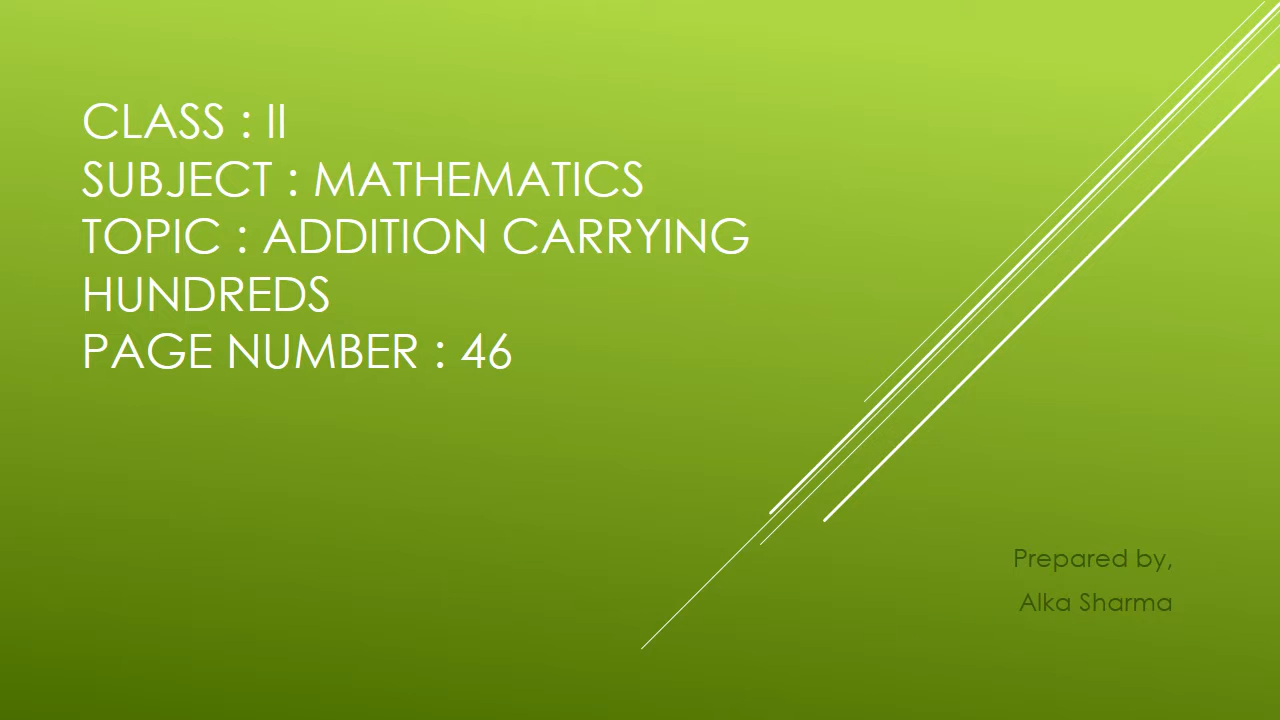 CLASS : II
SUBJECT : MATHEMATICS
TOPIC : ADDITION CARRYING
HUNDREDS
PAGE NUMBER : 46
Prepared by,
Alka Sharma